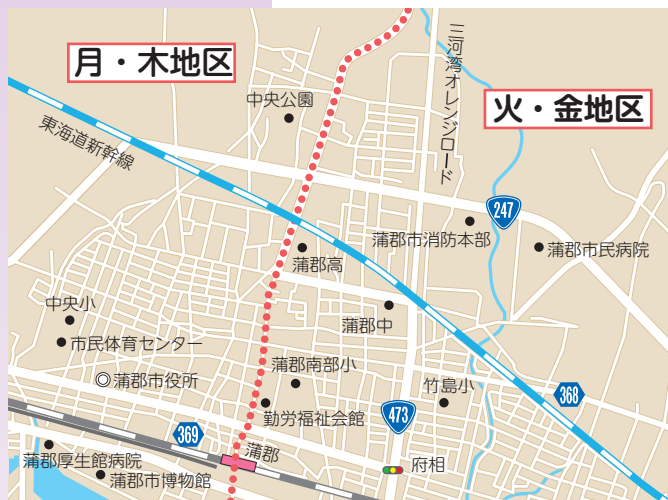 月・木地区
火・金地区
三河湾オレンジロード
中央公園
東海道新幹線
247
蒲郡市消防本部
蒲郡市民病院
蒲郡高
中央小
蒲郡中
市民体育センター
蒲郡南部小
蒲郡市役所
竹島小
368
勤労福祉会館
473
369
蒲郡
蒲郡厚生館病院
府相
蒲郡市博物館